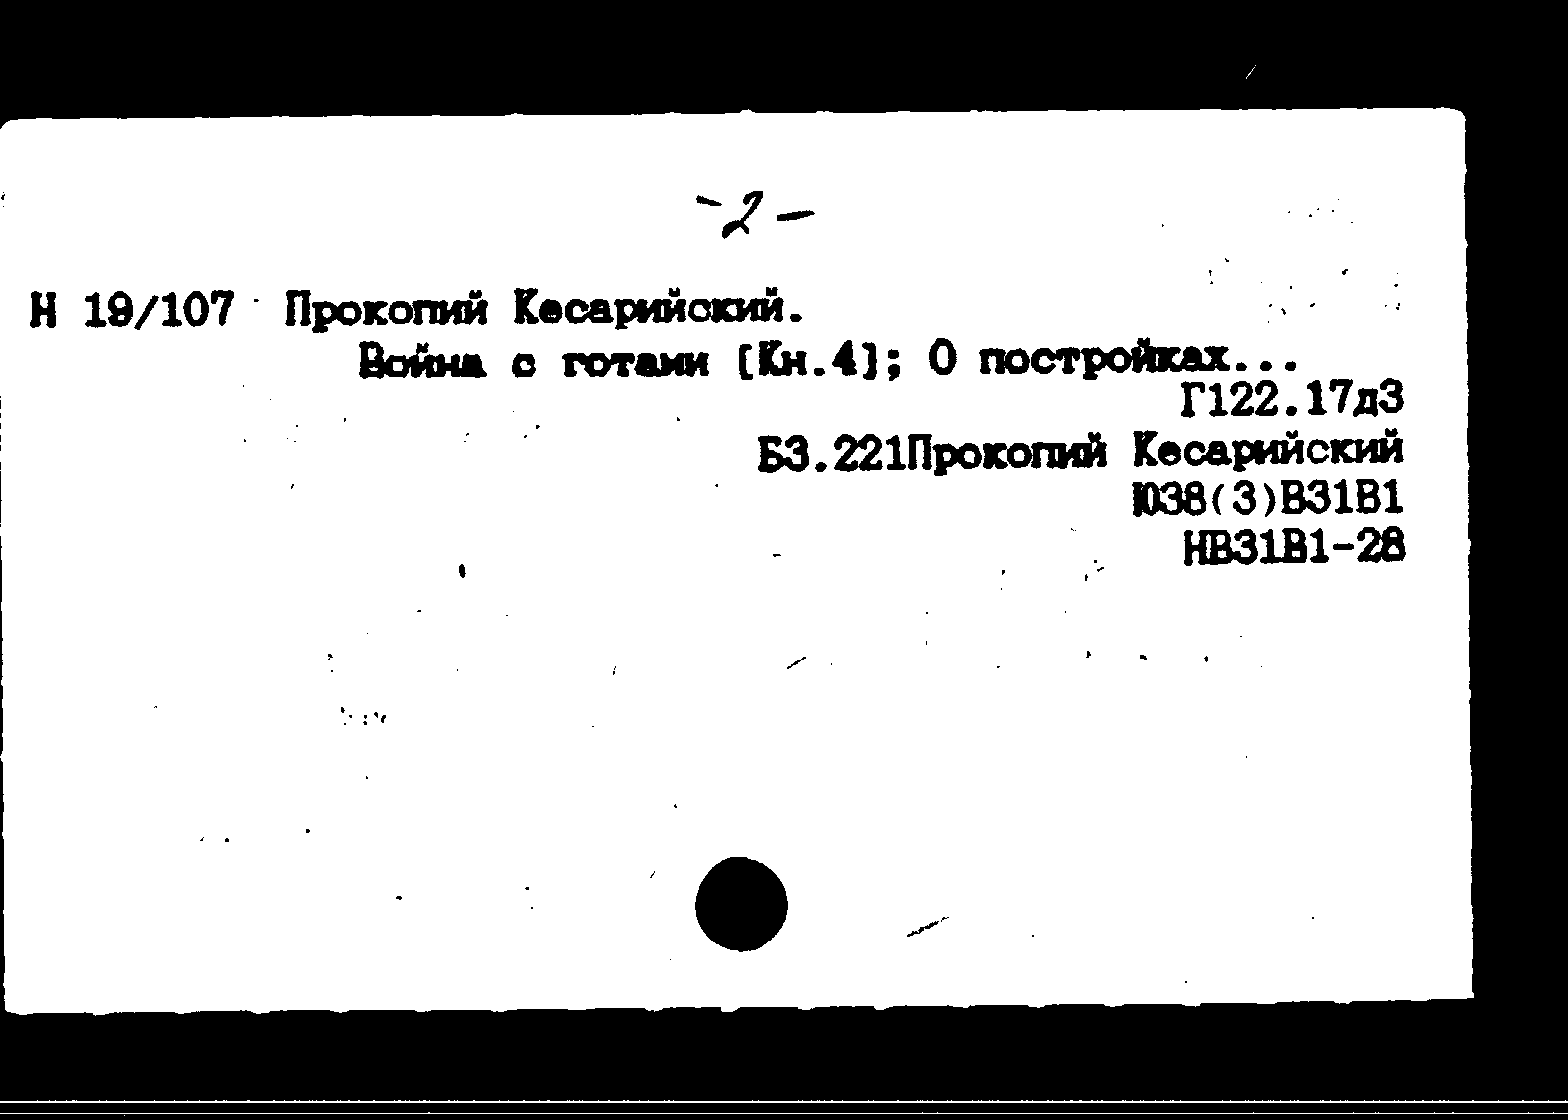 -2-
Н 19/107 Прокопий Кесарийский.
Война с готами [Кн.4]; О постройках...
Г122.17д3
Б3.221Прокопий Кесарийский
Ю38(3)В31В1
НВ31В1-28